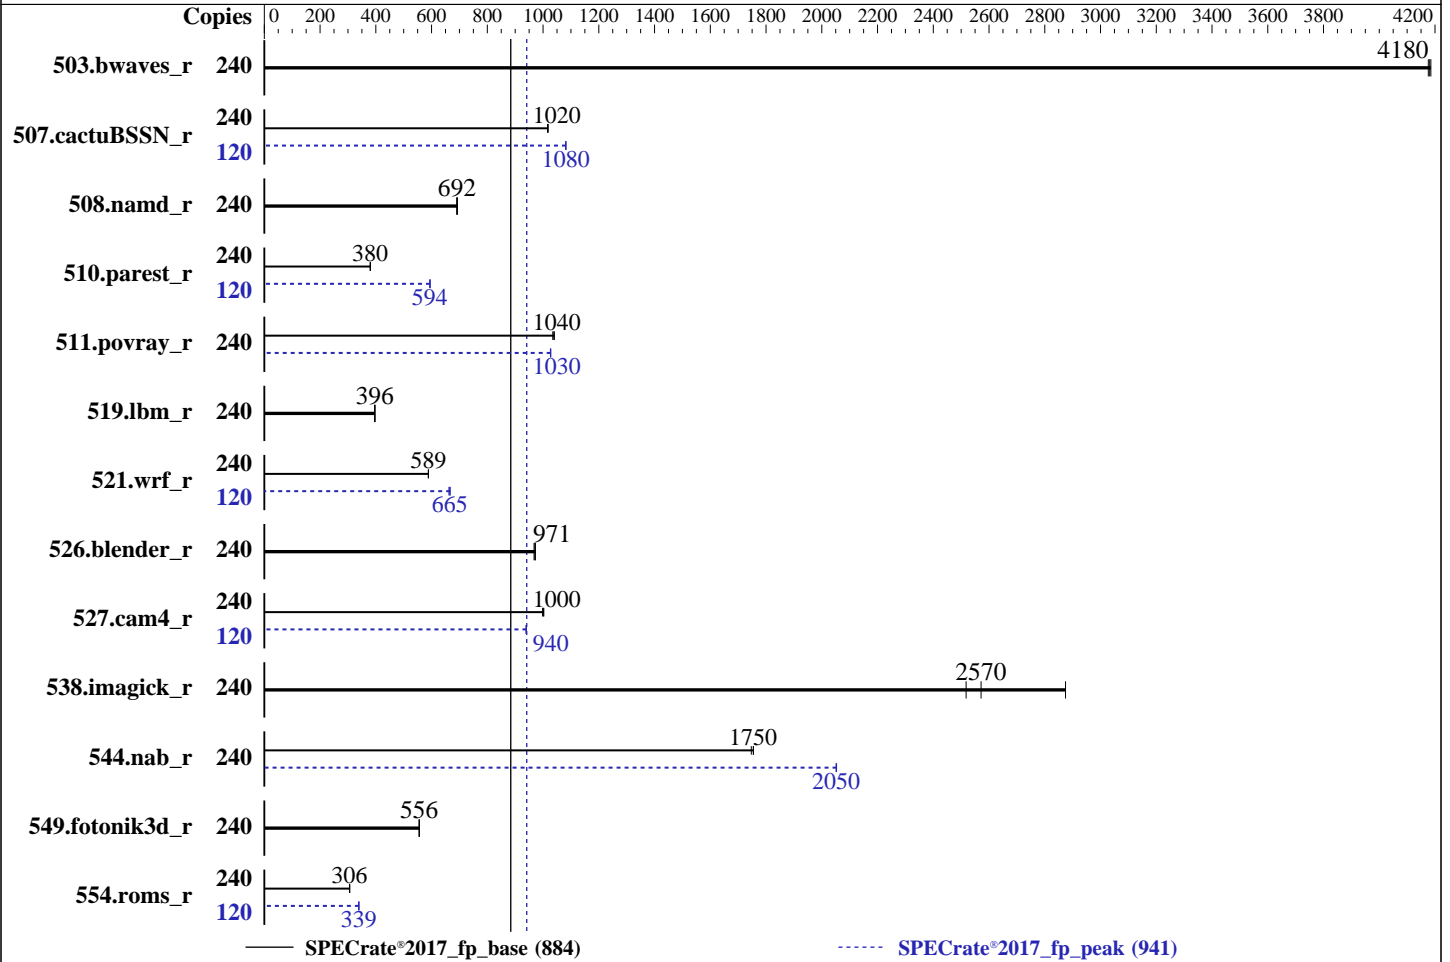 Copies 0 200 400 600 800 1000 1200 1400 1600 1800 2000 2200 2400 2600 2800 3000 3200 3400 3600 3800 4200
503.bwaves_r 240 4180
507.cactuBSSN_r 240 1020
120 1080
508.namd_r 240 692
510.parest_r 240 380
120 594
511.povray_r 240 1040
1030
519.lbm_r 240 396
521.wrf_r 240 589
120 665
526.blender_r 240 971
527.cam4_r 240 1000
120 940
538.imagick_r 240 2570
544.nab_r 240 1750
2050
549.fotonik3d_r 240 556
554.roms_r 240 306
120 339
SPECrate®2017_fp_base (884) SPECrate®2017_fp_peak (941)